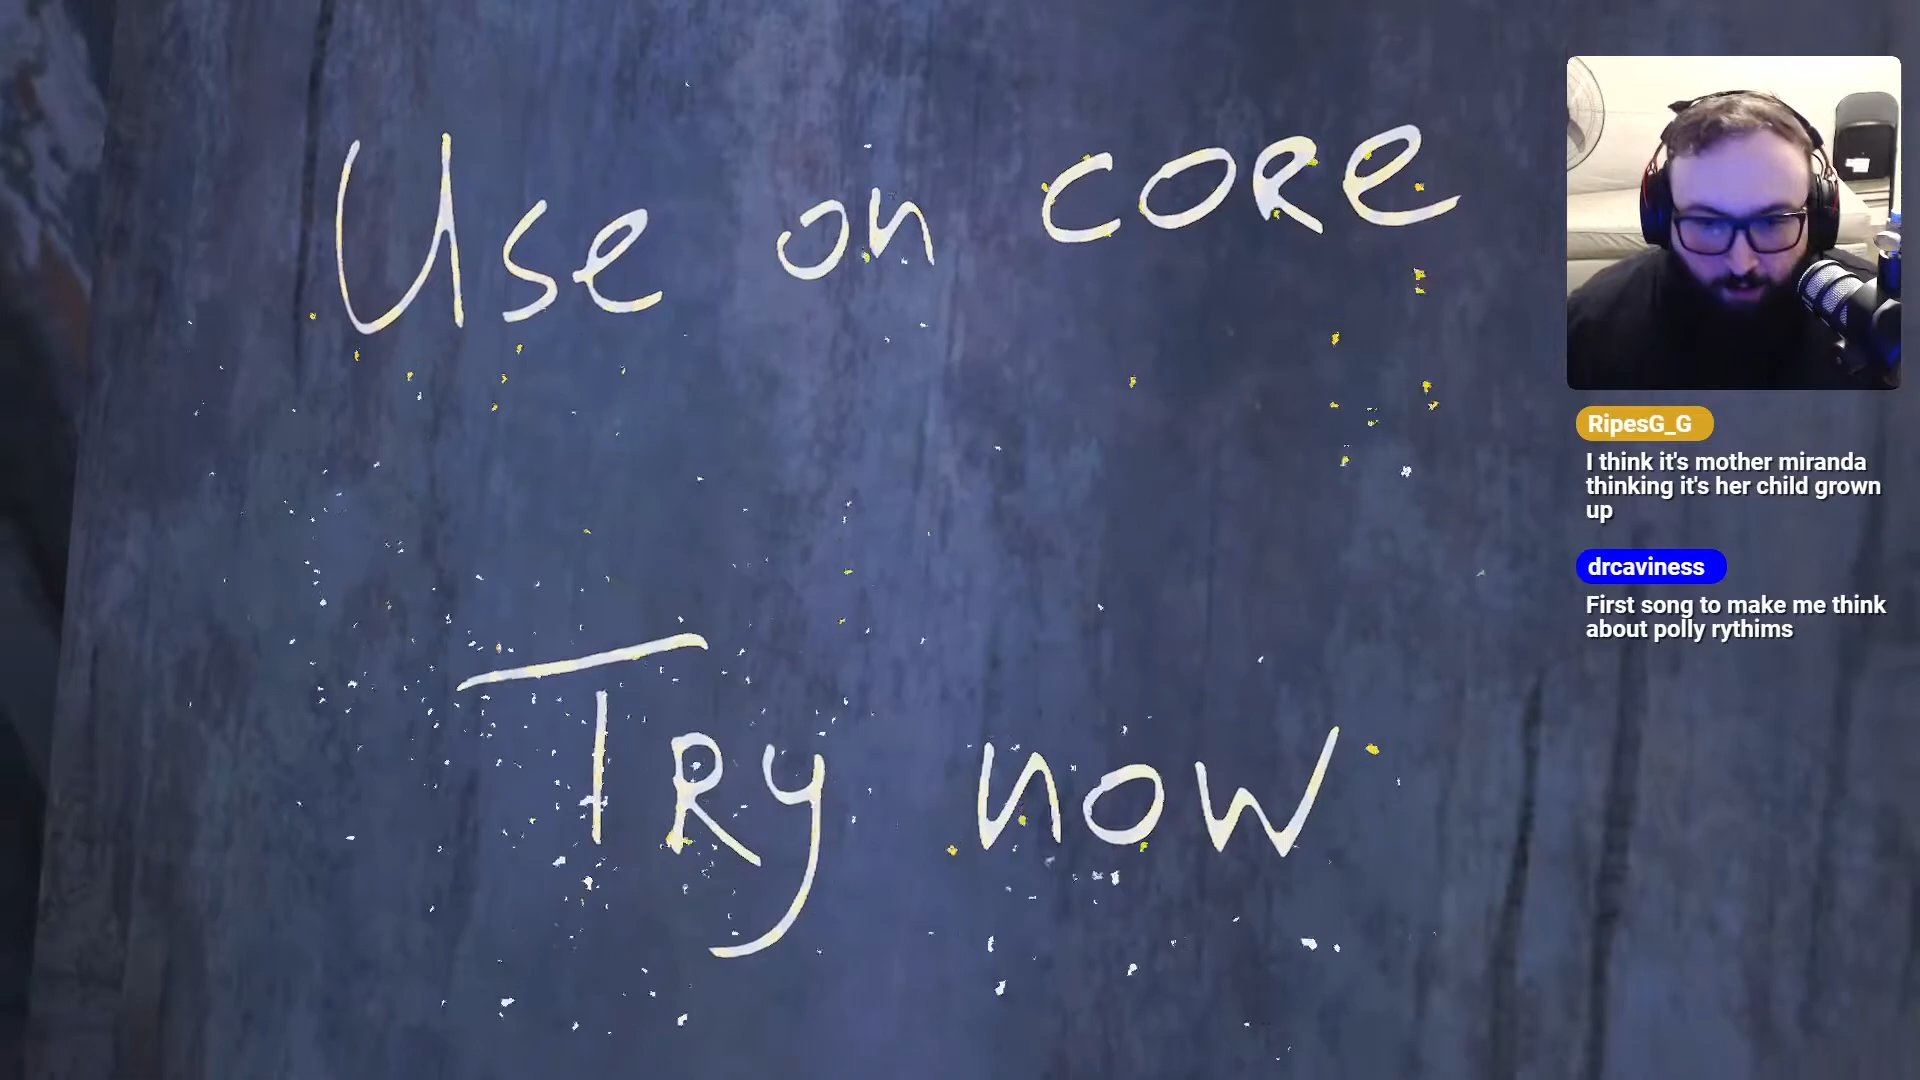 Use on core
Try now
RipesG_G
I think it's mother miranda
thinking it's her child grown
up
drcaviness
First song to make me think
about polly rythims